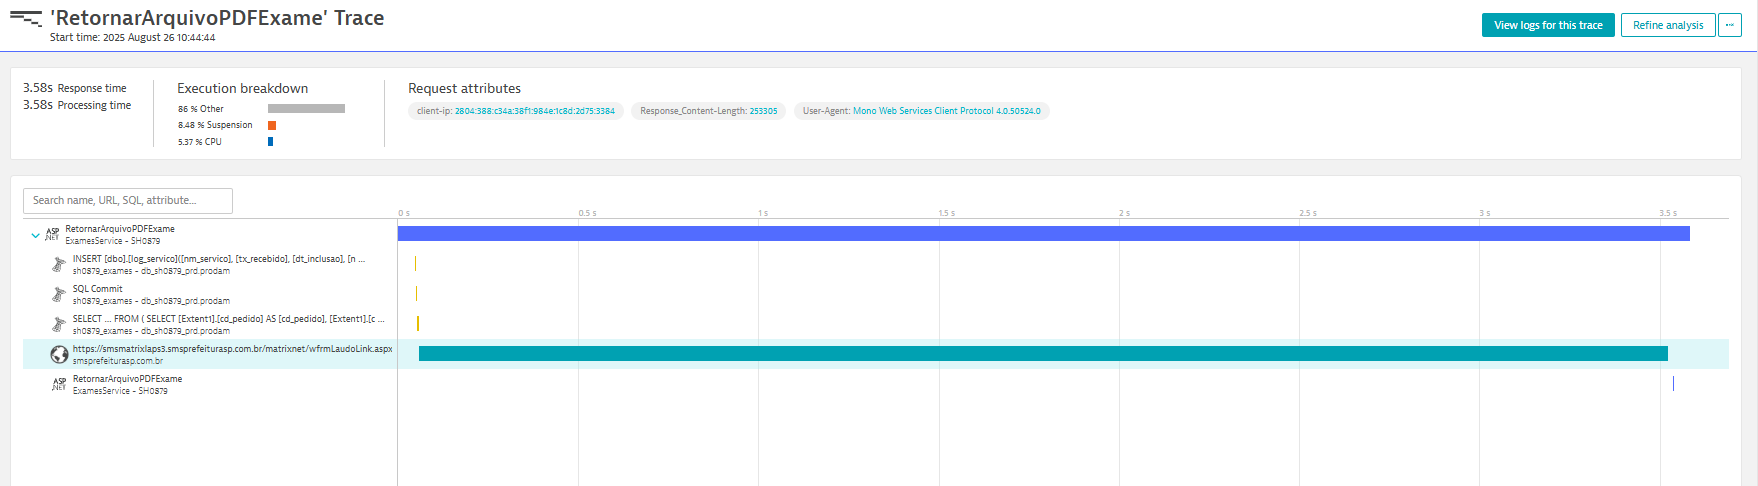 'RetornarArquivoPDFExame' Trace
Start time: 2025 August 26 10:44:44
View logs for this trace
Refine analysis
...
3.58s Response time
3.58s Processing time
Execution breakdown
86 % Other
8.48 % Suspension
5.37 % CPU
Request attributes
client-ip: 2804:388:c34a:38f1:984e:1c8d:2d75:3384
Response_Content-Length: 253305
User-Agent: Mono Web Services Client Protocol 4.0.50524.0
Search name, URL, SQL, attribute...
0 s
0.5 s
1 s
1.5 s
2 s
2.5 s
3 s
3.5 s
ASP .NET
RetornarArquivoPDFExame
ExamesService - SH0879
INSERT [dbo].[log_servico]([nm_servico], [tx_recebido], [dt_inclusao], [n ...
sh0879_exames - db_sh0879_prd.prodam
SQL Commit
sh0879_exames - db_sh0879_prd.prodam
SELECT ... FROM ( SELECT [Extent1].[cd_pedido] AS [cd_pedido], [Extent1].[c ...
sh0879_exames - db_sh0879_prd.prodam
https://smsmatrixlaps3.smsprefeiturasp.com.br/matrixnet/wfrmLaudoLink.aspx
smsprefeiturasp.com.br
ASP .NET
RetornarArquivoPDFExame
ExamesService - SH0879